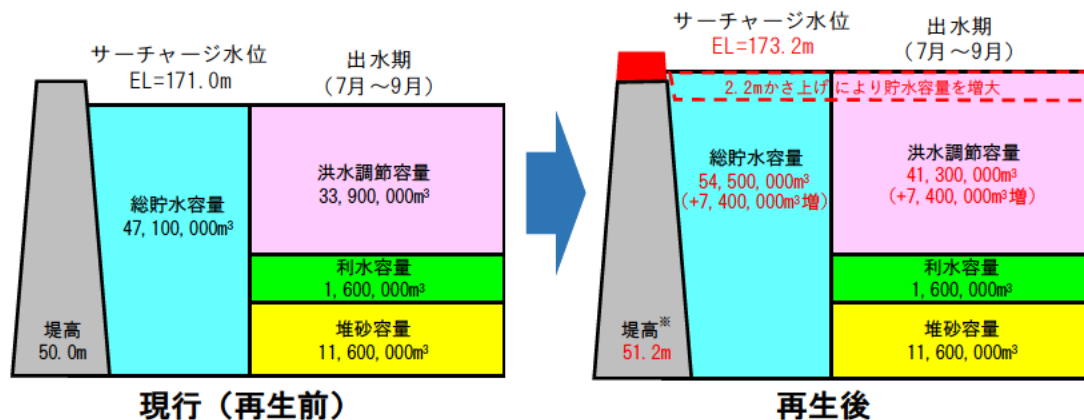 サーチャージ水位
EL=171.0m
出水期
(7月～9月)
総貯水容量
47,100,000m³
洪水調節容量
33,900,000m³
利水容量
1,600,000m³
堆砂容量
11,600,000m³
堤高
50.0m
現行（再生前）
サーチャージ水位
EL=173.2m
出水期
(7月～9月)
2.2mかさ上げにより貯水容量を増大
総貯水容量
54,500,000m³
(+7,400,000m³増)
洪水調節容量
41,300,000m³
(+7,400,000m³増)
利水容量
1,600,000m³
堆砂容量
11,600,000m³
堤高※
51.2m
再生後